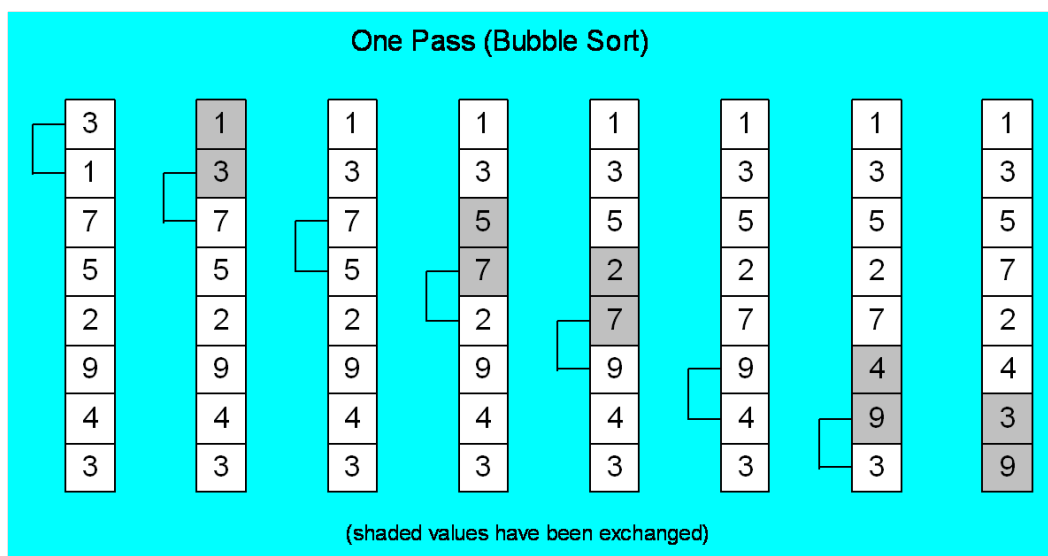 One Pass (Bubble Sort)
3 1 1 1 1 1 1 1
1 3 3 3 3 3 3 3
7 7 7 5 5 5 5 5
5 5 5 7 2 2 2 7
2 2 2 2 7 7 7 2
9 9 9 9 9 9 4 4
4 4 4 4 4 4 9 3
3 3 3 3 3 3 3 9
(shaded values have been exchanged)